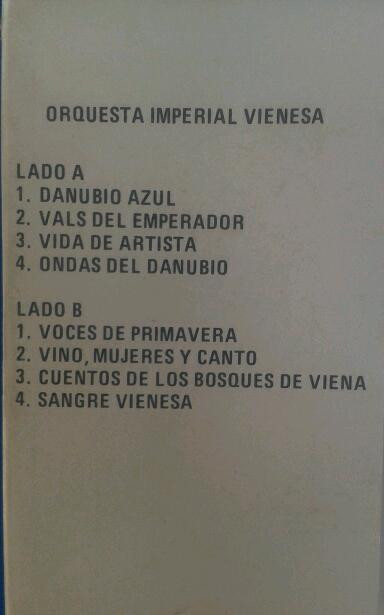 ORQUESTA IMPERIAL VIENESA
LADO A
1. DANUBIO AZUL
2. VALS DEL EMPERADOR
3. VIDA DE ARTISTA
4. ONDAS DEL DANUBIO
LADO B
1. VOCES DE PRIMAVERA
2. VINO, MUJERES Y CANTO
3. CUENTOS DE LOS BOSQUES DE VIENA
4. SANGRE VIENESA